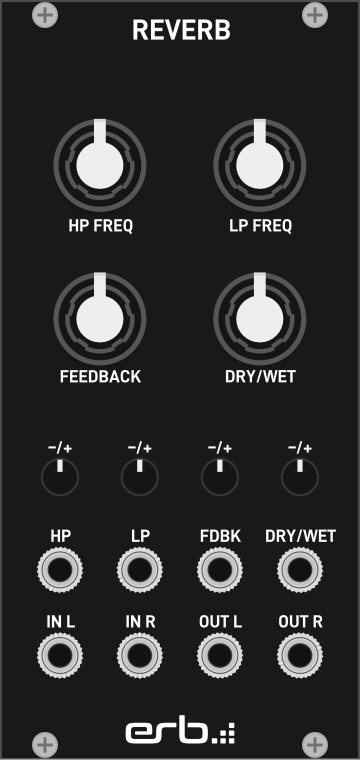 REVERB
HP FREQ LP FREQ
FEEDBACK DRY/WET
-/+ -/+ -/+ -/+
HP LP FDBK DRY/WET
IN L IN R OUT L OUT R
erb